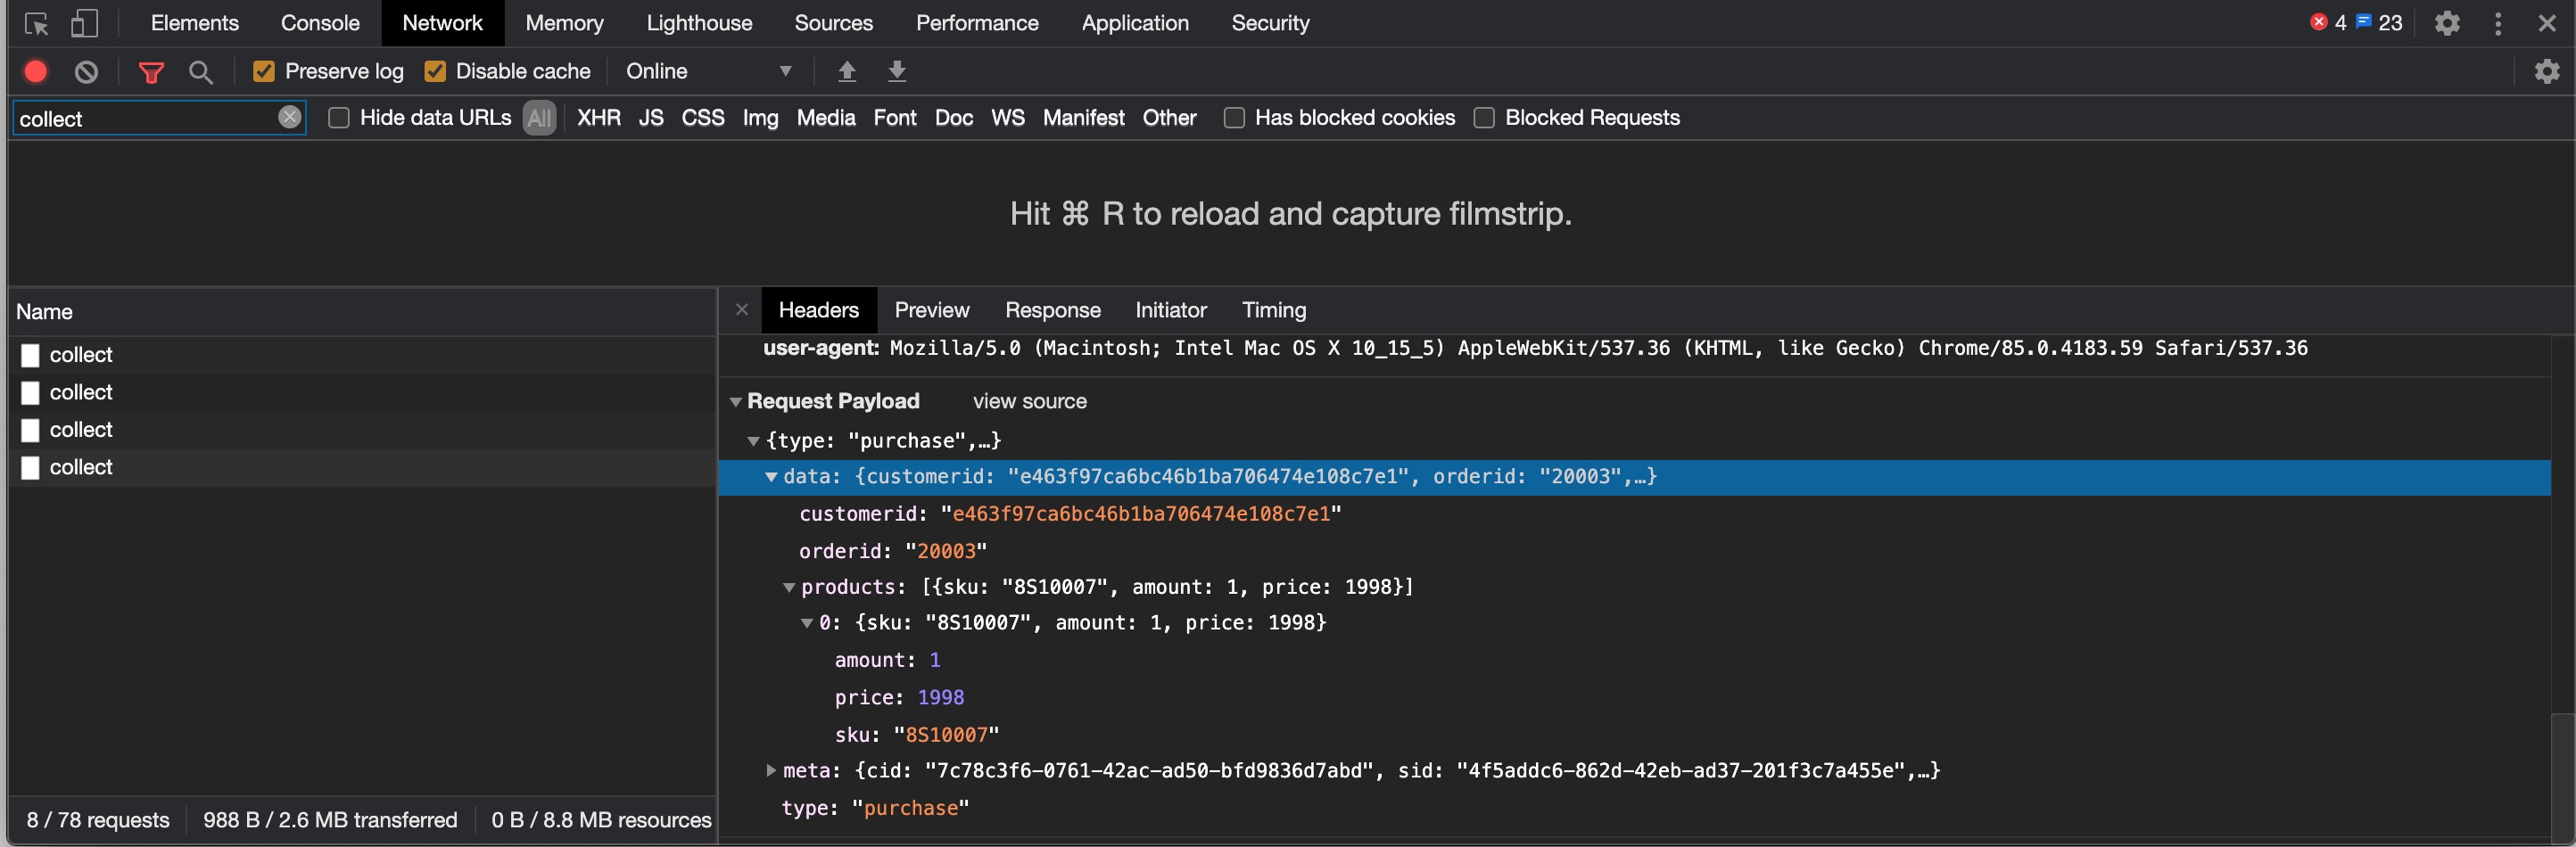 Elements Console Network Memory Lighthouse Sources Performance Application Security 4 23
Preserve log Disable cache Online
collect Hide data URLs All XHR JS CSS Img Media Font Doc WS Manifest Other Has blocked cookies Blocked Requests
Hit ⌘ R to reload and capture filmstrip.
Name
collect
collect
collect
collect
8 / 78 requests 988 B / 2.6 MB transferred 0 B / 8.8 MB resources
Headers Preview Response Initiator Timing
user-agent: Mozilla/5.0 (Macintosh; Intel Mac OS X 10_15_5) AppleWebKit/537.36 (KHTML, like Gecko) Chrome/85.0.4183.59 Safari/537.36
Request Payload view source
{type: "purchase",…}
data: {customerid: "e463f97ca6bc46b1ba706474e108c7e1", orderid: "20003",…}
customerid: "e463f97ca6bc46b1ba706474e108c7e1"
orderid: "20003"
products: [{sku: "8S10007", amount: 1, price: 1998}]
0: {sku: "8S10007", amount: 1, price: 1998}
amount: 1
price: 1998
sku: "8S10007"
meta: {cid: "7c78c3f6-0761-42ac-ad50-bfd9836d7abd", sid: "4f5addc6-862d-42eb-ad37-201f3c7a455e",…}
type: "purchase"